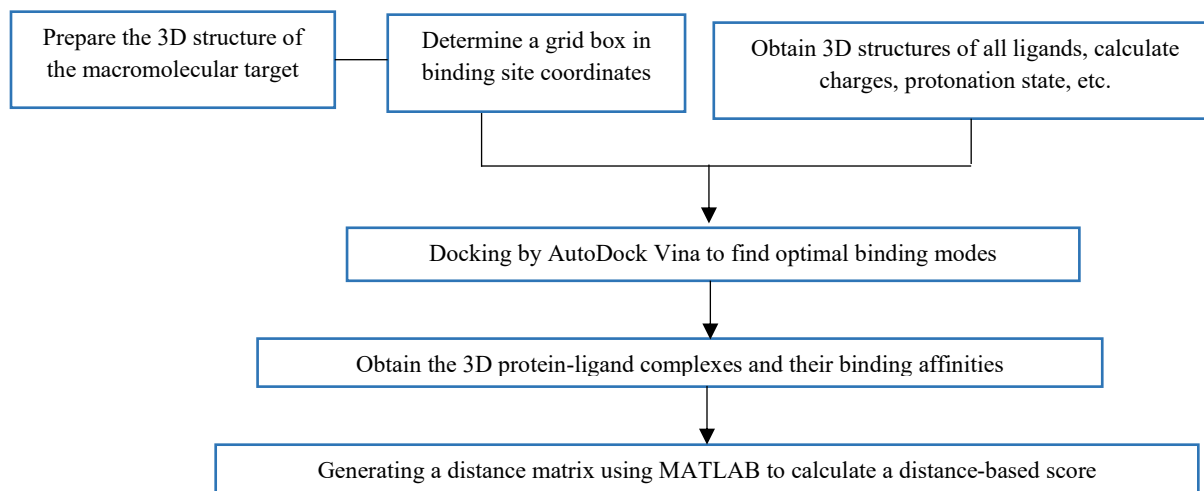 Prepare the 3D structure of
the macromolecular target
Determine a grid box in
binding site coordinates
Obtain 3D structures of all ligands, calculate
charges, protonation state, etc.
Docking by AutoDock Vina to find optimal binding modes
Obtain the 3D protein-ligand complexes and their binding affinities
Generating a distance matrix using MATLAB to calculate a distance-based score